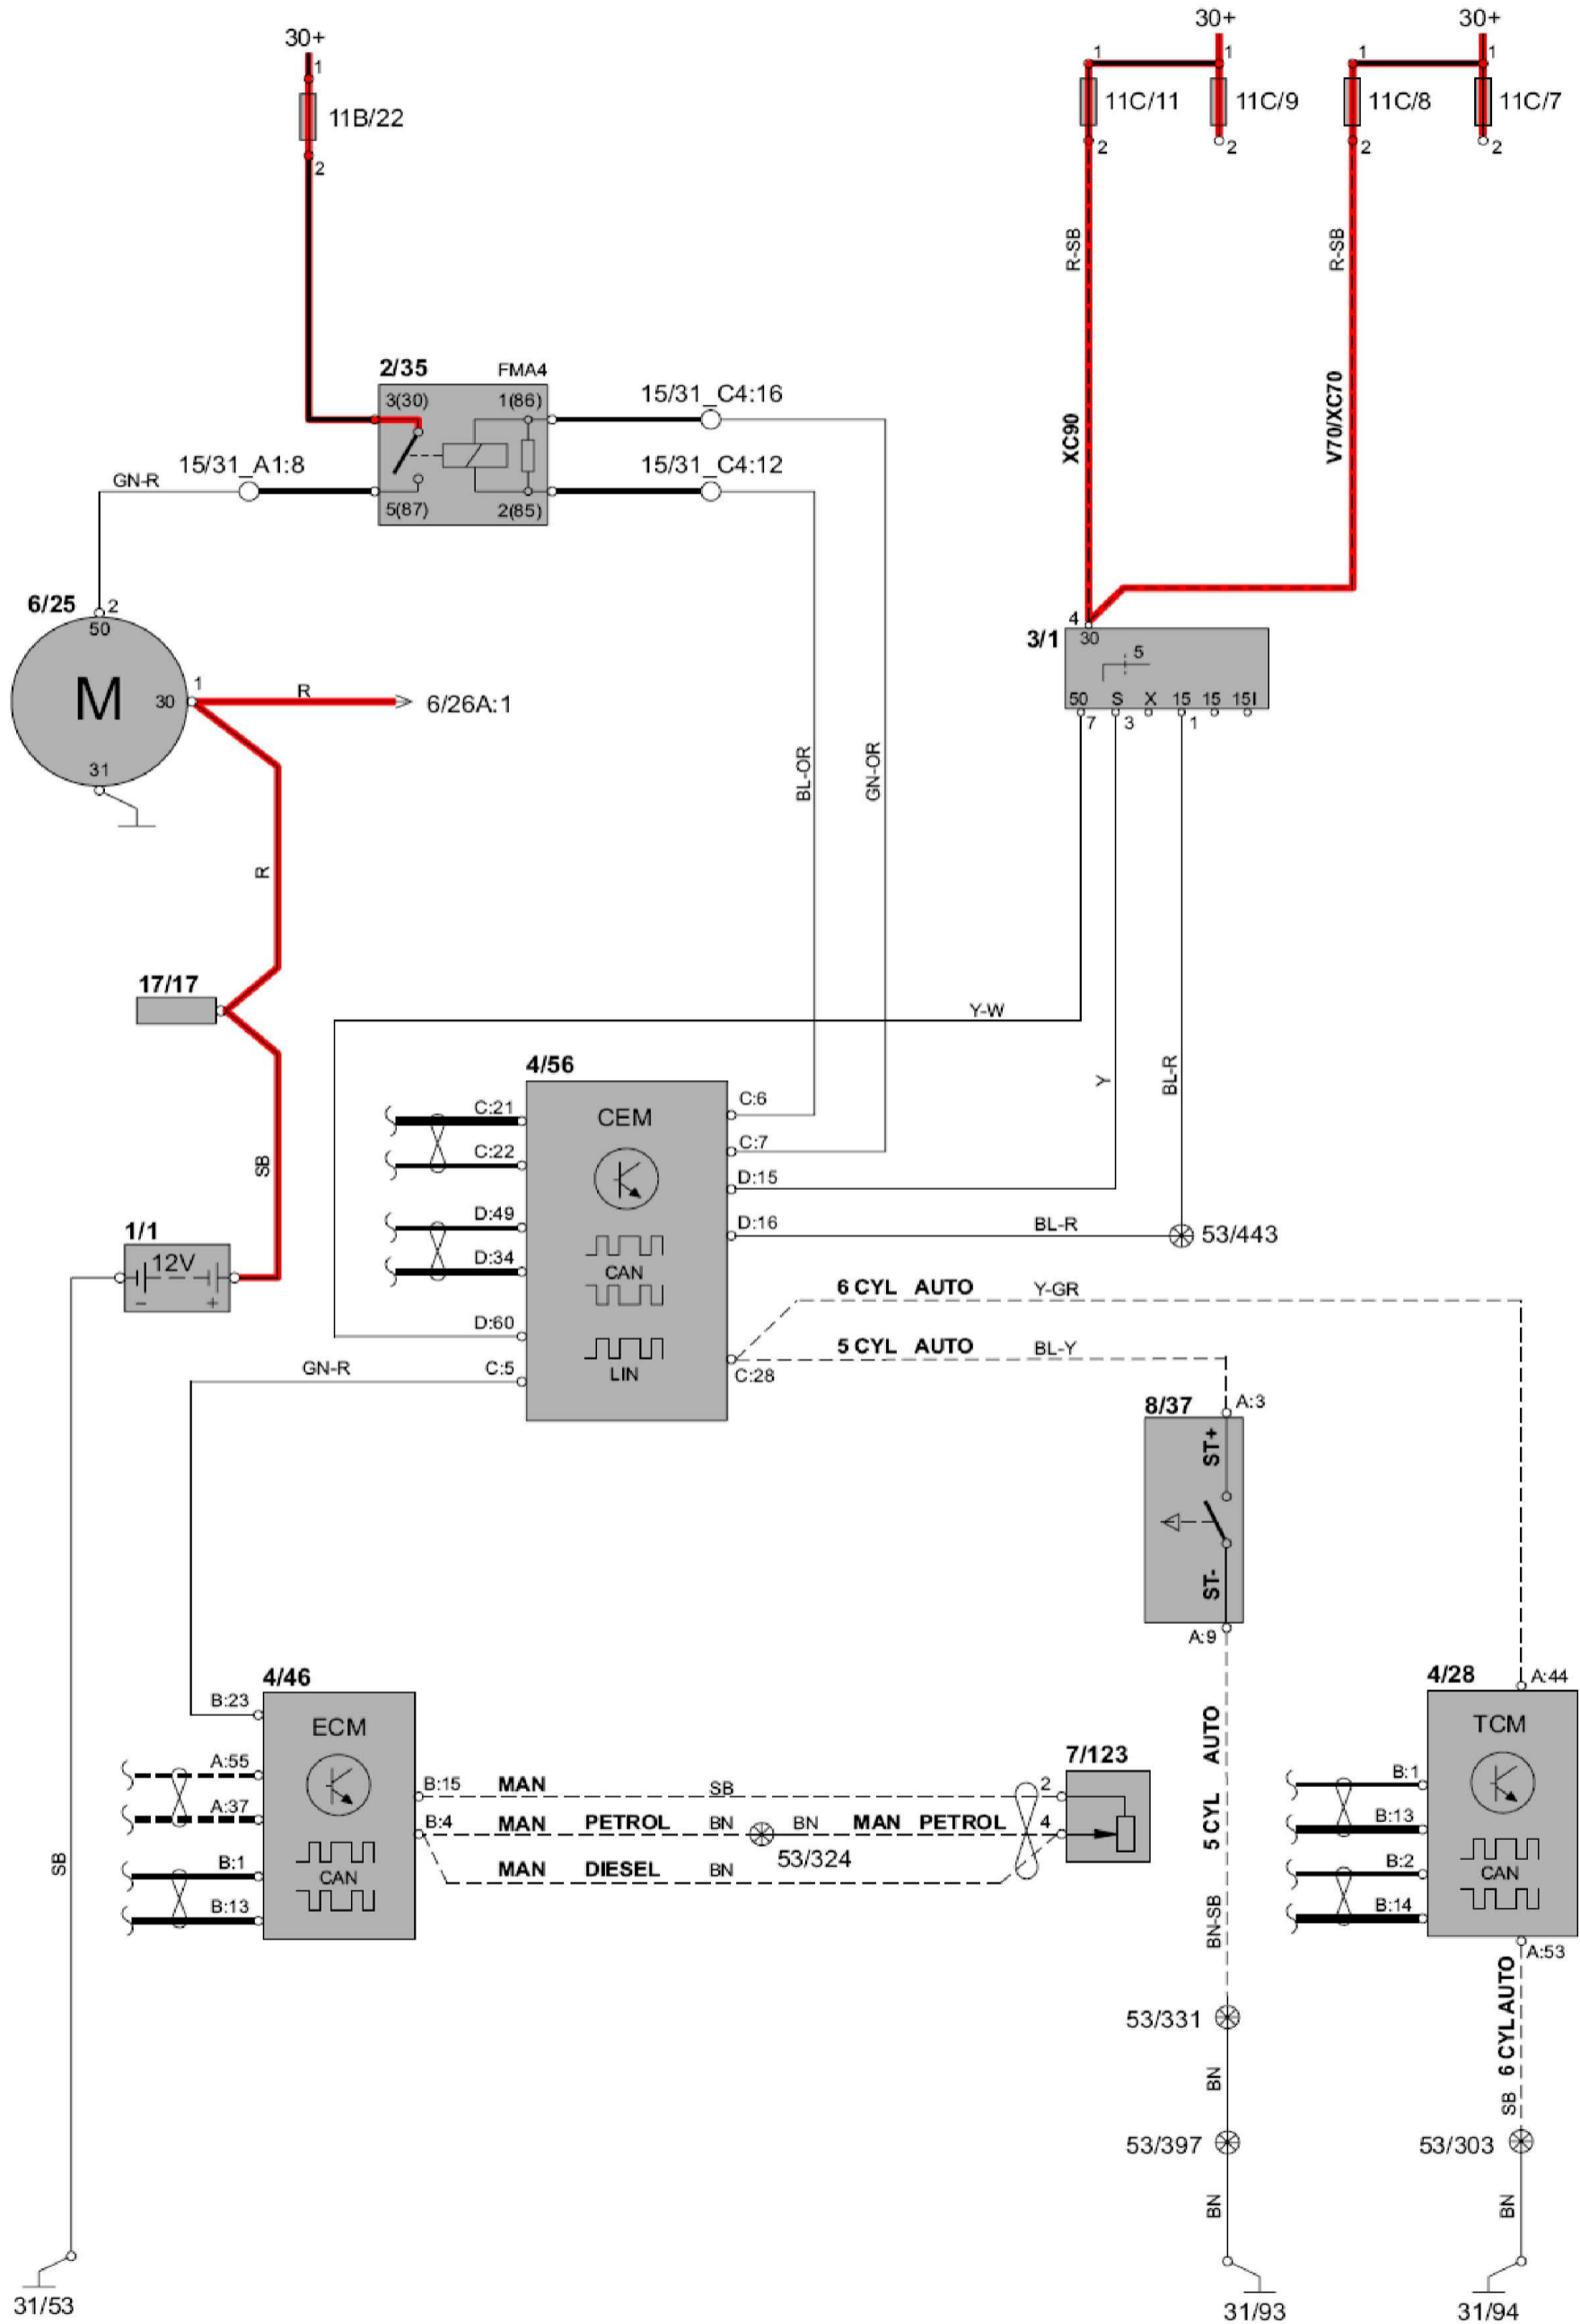 30+
30+
30+
1
1
1
1
1
11B/22
11C/11
11C/9
11C/8
11C/7
2
2
2
2
2
R-SB
R-SB
XC90
V70/XC70
2/35
FMA4
3(30)
1(86)
5(87)
2(85)
15/31_C4:16
15/31_C4:12
15/31_A1:8
GN-R
6/25
2
50
M
30
1
31
R
6/26A:1
4
3/1
30
5
50
S
X
15
15
15I
7
3
1
BL-OR
GN-OR
R
17/17
Y-W
Y
BL-R
SB
4/56
CEM
C:21
C:22
D:49
D:34
D:60
C:5
C:6
C:7
D:15
D:16
C:28
CAN
LIN
BL-R
53/443
1/1
12V
-
+
6 CYL AUTO
Y-GR
5 CYL AUTO
BL-Y
GN-R
8/37
A:3
ST+
ST-
A:9
4/46
ECM
B:23
A:55
A:37
B:1
B:13
CAN
B:15
B:4
MAN
SB
MAN PETROL BN
53/324
BN
MAN PETROL
MAN DIESEL BN
7/123
2
4
5 CYL AUTO
BN-SB
4/28
A:44
TCM
B:1
B:13
B:2
B:14
CAN
A:53
SB
6 CYL AUTO
SB
53/331
BN
53/397
BN
53/303
BN
31/53
31/93
31/94